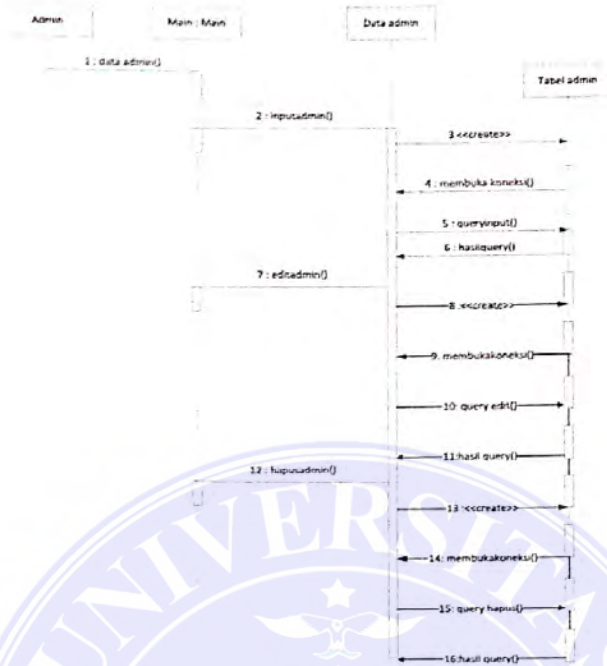 Admin
Main : Main
Data admin
Tabel admin
1 : data admin()
2 : inputadmin()
3 <<create>>
4 : membuka koneksi()
5 : queryinput()
6 : hasilquery()
7 : editadmin()
8 :<<create>>
9. membukakoneksi()
10: query edit()
11:hasil query()
12 : hapusadmin()
13 :<<create>>
14: membukakoneksi()
15: query hapus()
16:hasil query()
UNIVERSITA